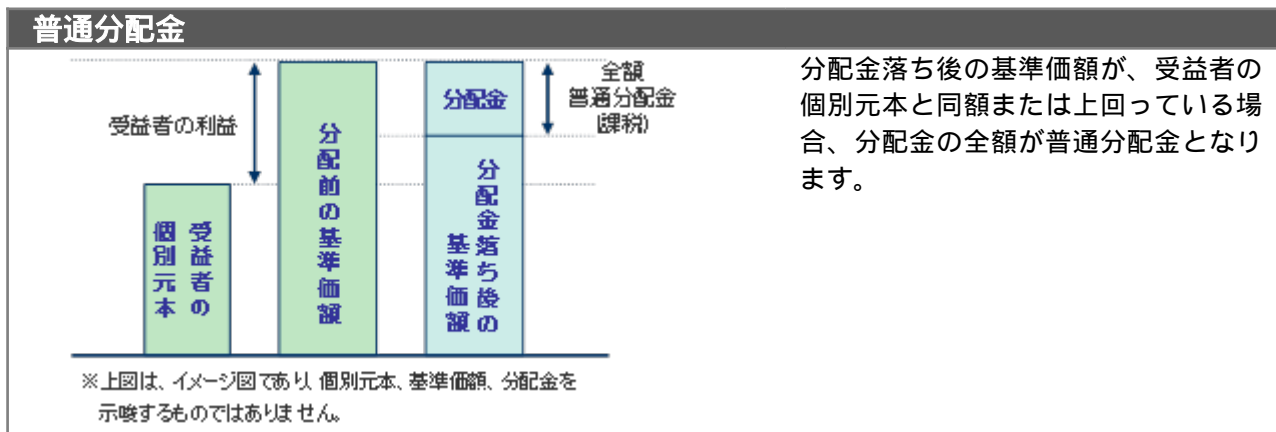 普通分配金
受益者の利益
受益者の
個別元本
分配前の基準価額
分配金
分配金落ち後の
基準価額
全額
普通分配金
(課税)
分配金落ち後の基準価額が、受益者の
個別元本と同額または上回っている場
合、分配金の全額が普通分配金となり
ます。
※上図は、イメージ図であり、個別元本、基準価額、分配金を
示唆するものではありません。